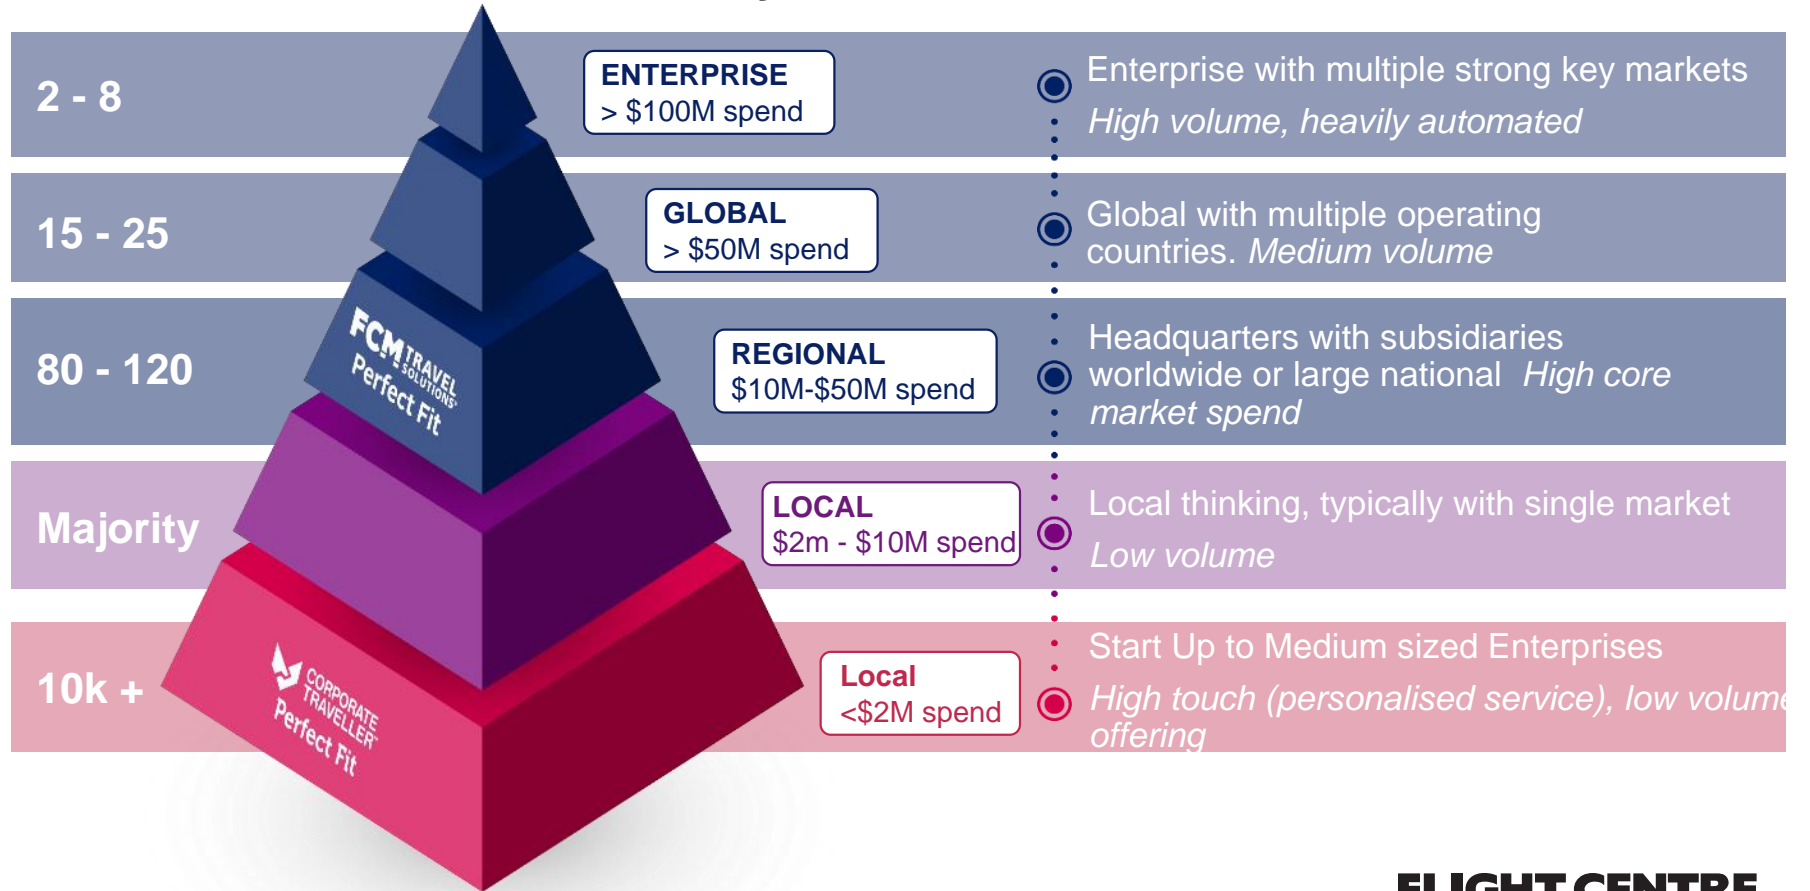 2 - 8
ENTERPRISE
> $100M spend
Enterprise with multiple strong key markets
High volume, heavily automated
15 - 25
GLOBAL
> $50M spend
Global with multiple operating
countries. Medium volume
80 - 120
FCM TRAVEL
SOLUTIONS
Perfect Fit
REGIONAL
$10M-$50M spend
Headquarters with subsidiaries
worldwide or large national High core
market spend
Majority
LOCAL
$2m - $10M spend
Local thinking, typically with single market
Low volume
10k +
CORPORATE
TRAVELLER
Perfect Fit
Local
<$2M spend
Start Up to Medium sized Enterprises
High touch (personalised service), low volume
offering
FLIGHT CENTRE